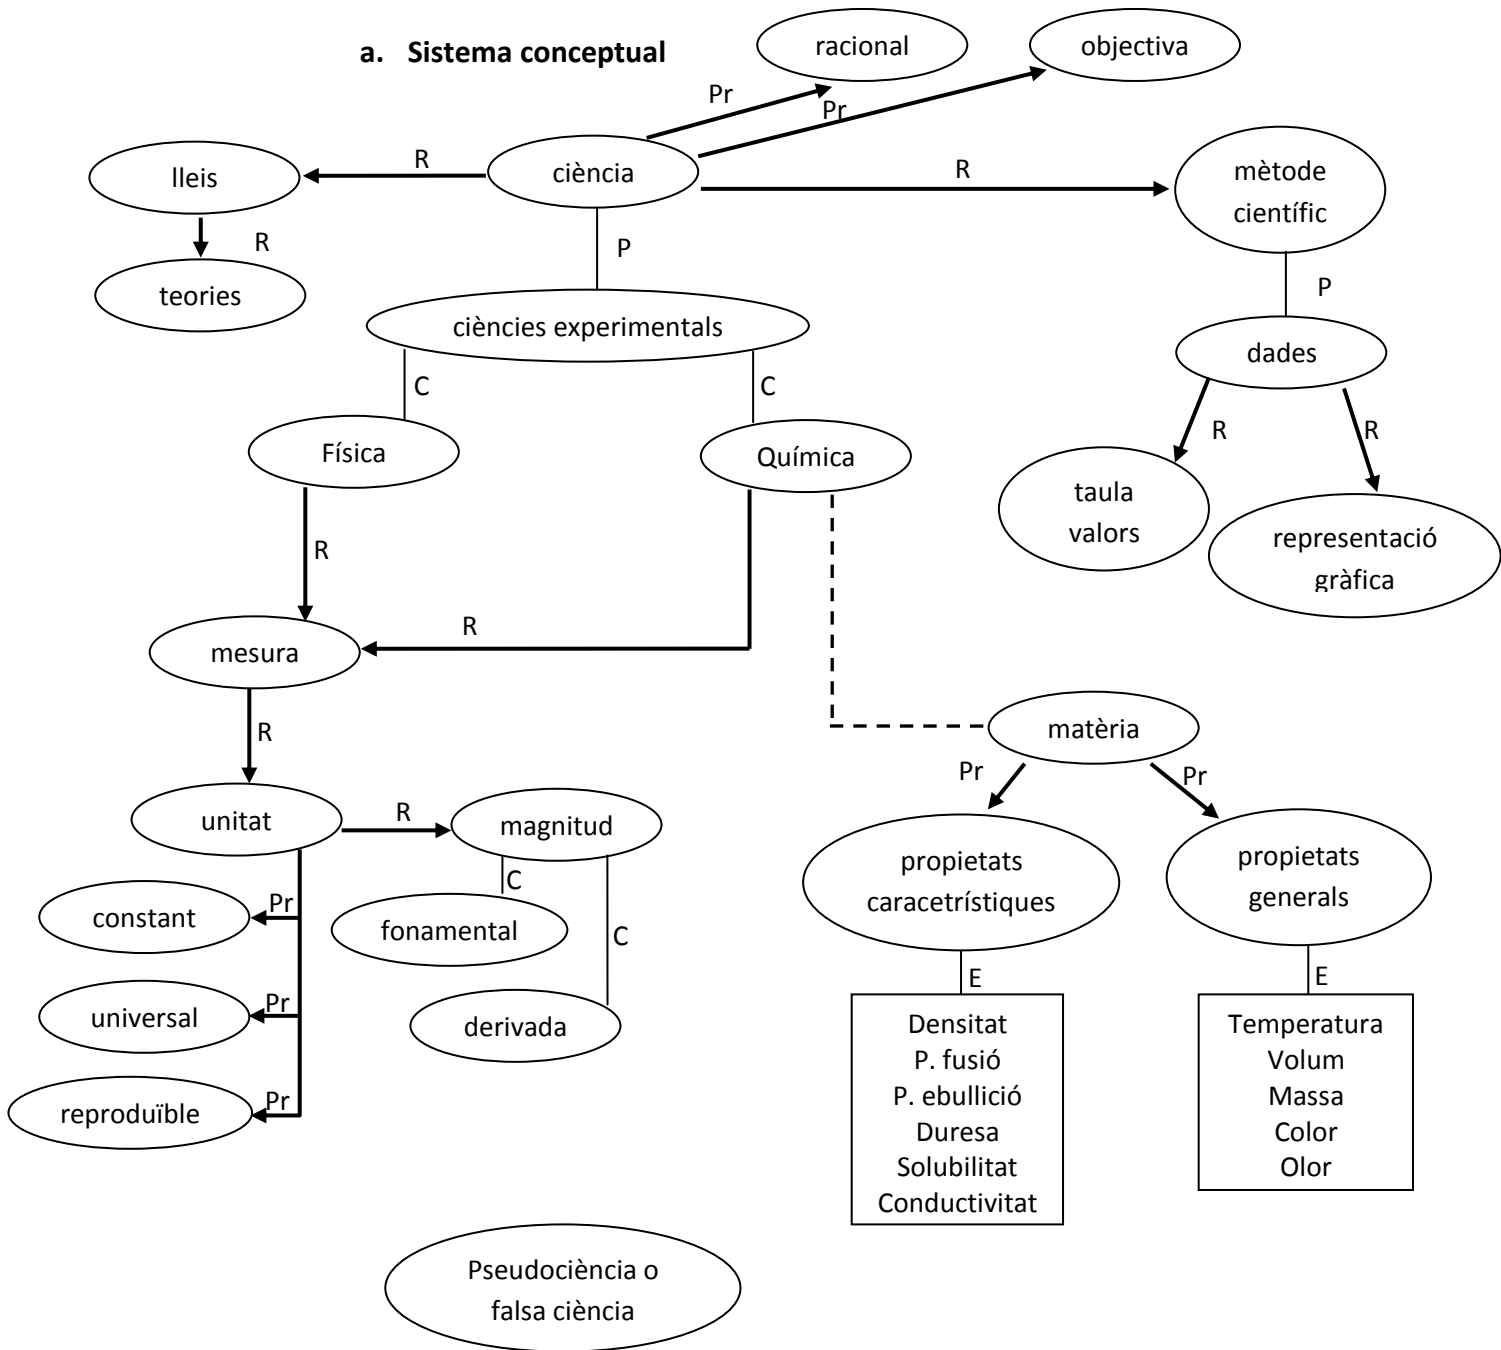 a. Sistema conceptual
racional
objectiva
Pr
Pr
R
ciència
R
lleis
mètode
científic
R
teories
P
P
ciències experimentals
dades
C
C
R
R
Física
Química
taula
valors
representació
gràfica
R
R
mesura
R
matèria
Pr
Pr
unitat
R
magnitud
propietats
caracetrístiques
propietats
generals
C
Pr
constant
fonamental
C
E
E
Pr
universal
derivada
Densitat
P. fusió
P. ebullició
Duresa
Solubilitat
Conductivitat
Temperatura
Volum
Massa
Color
Olor
Pr
reproduïble
Pseudociència o
falsa ciència